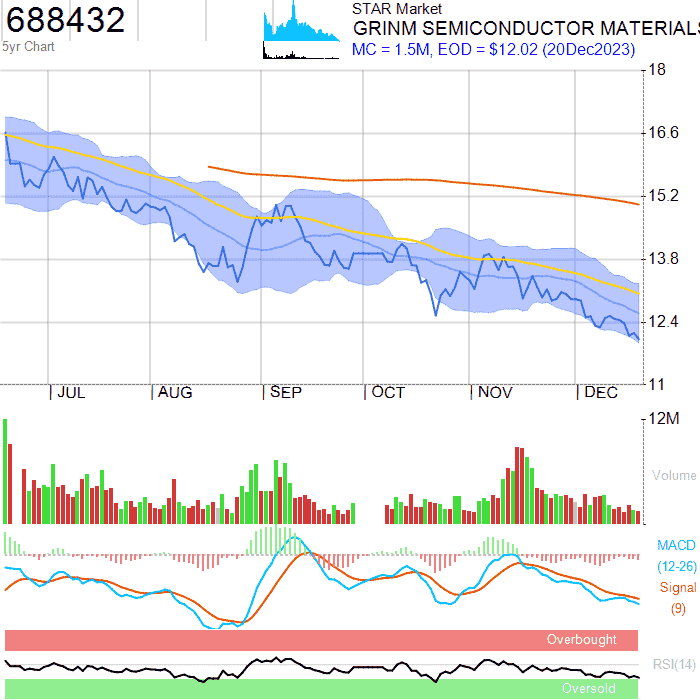 688432
5yr Chart
STAR Market
GRINM SEMICONDUCTOR MATERIALS
MC = 1.5M, EOD = $12.02 (20Dec2023)
18
16.6
15.2
13.8
12.4
11
JUL AUG SEP OCT NOV DEC
12M
Volume
MACD
(12-26)
Signal
(9)
Overbought
RSI(14)
Oversold